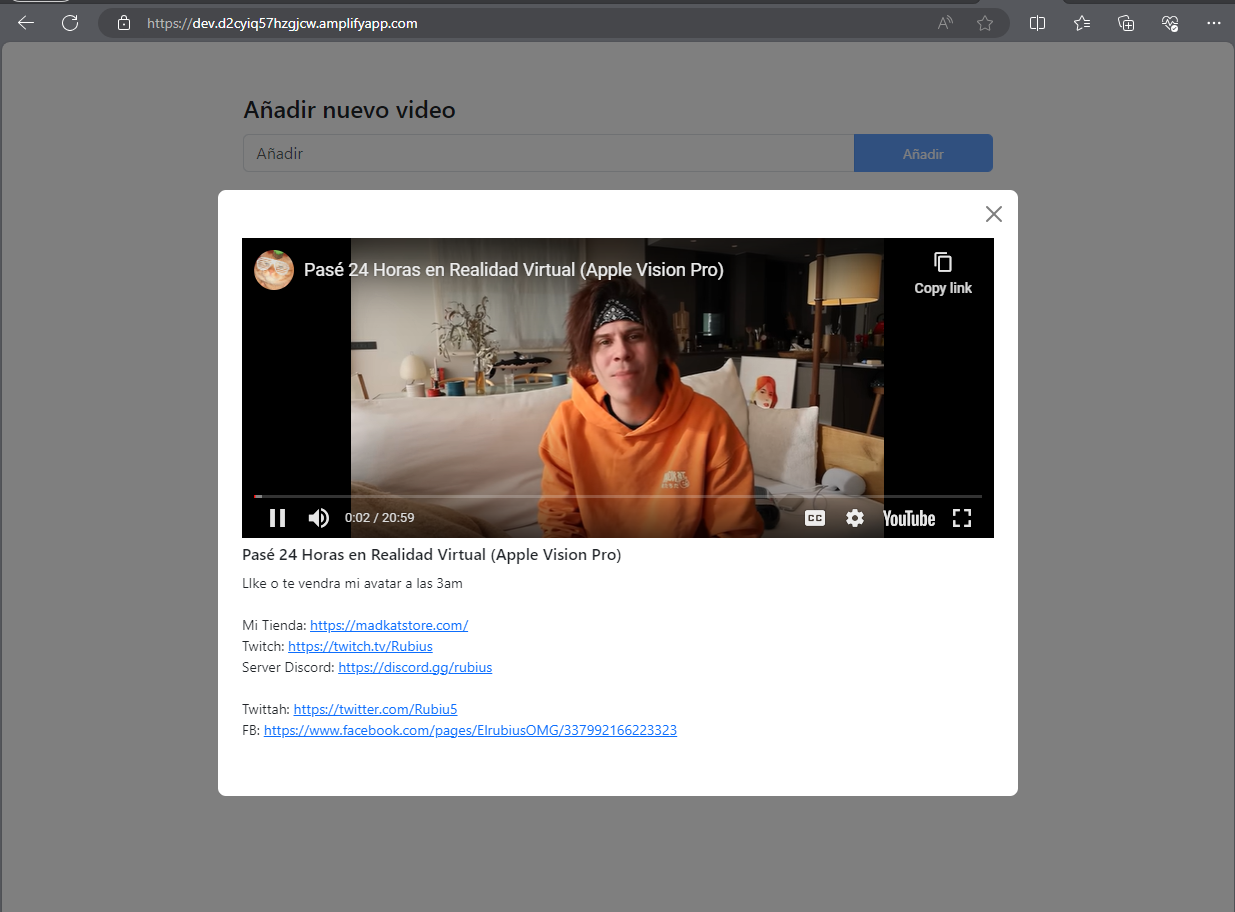 https://dev.d2cyiq57hzgjcw.amplifyapp.com
Añadir nuevo video
Añadir
Añadir
Pasé 24 Horas en Realidad Virtual (Apple Vision Pro)
Copy link
0:02 / 20:59
CC
YouTube
Pasé 24 Horas en Realidad Virtual (Apple Vision Pro)
LIke o te vendra mi avatar a las 3am
Mi Tienda: https://madkatstore.com/
Twitch: https://twitch.tv/Rubius
Server Discord: https://discord.gg/rubius
Twittah: https://twitter.com/Rubiu5
FB: https://www.facebook.com/pages/ElrubiusOMG/337992166223323